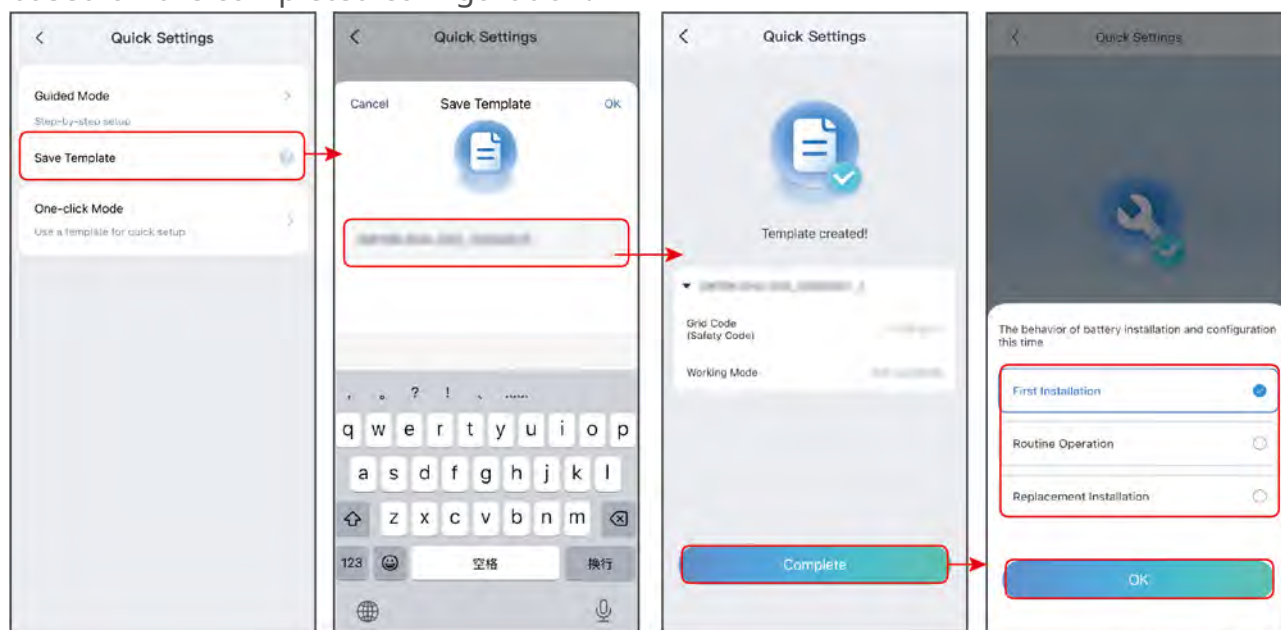 Quick Settings
Guided Mode
Step-by-step setup
Save Template
One-click Mode
Use a template for quick setup
Quick Settings
Cancel Save Template OK
, 。 ? ! 、 ......
q w e r t y u i o p
a s d f g h j k l
z x c v b n m
123 空格 换行
Quick Settings
Template created!
Grid Code
(Safety Code)
Working Mode
Complete
Quick Settings
The behavior of battery installation and configuration
this time
First Installation
Routine Operation
Replacement Installation
OK